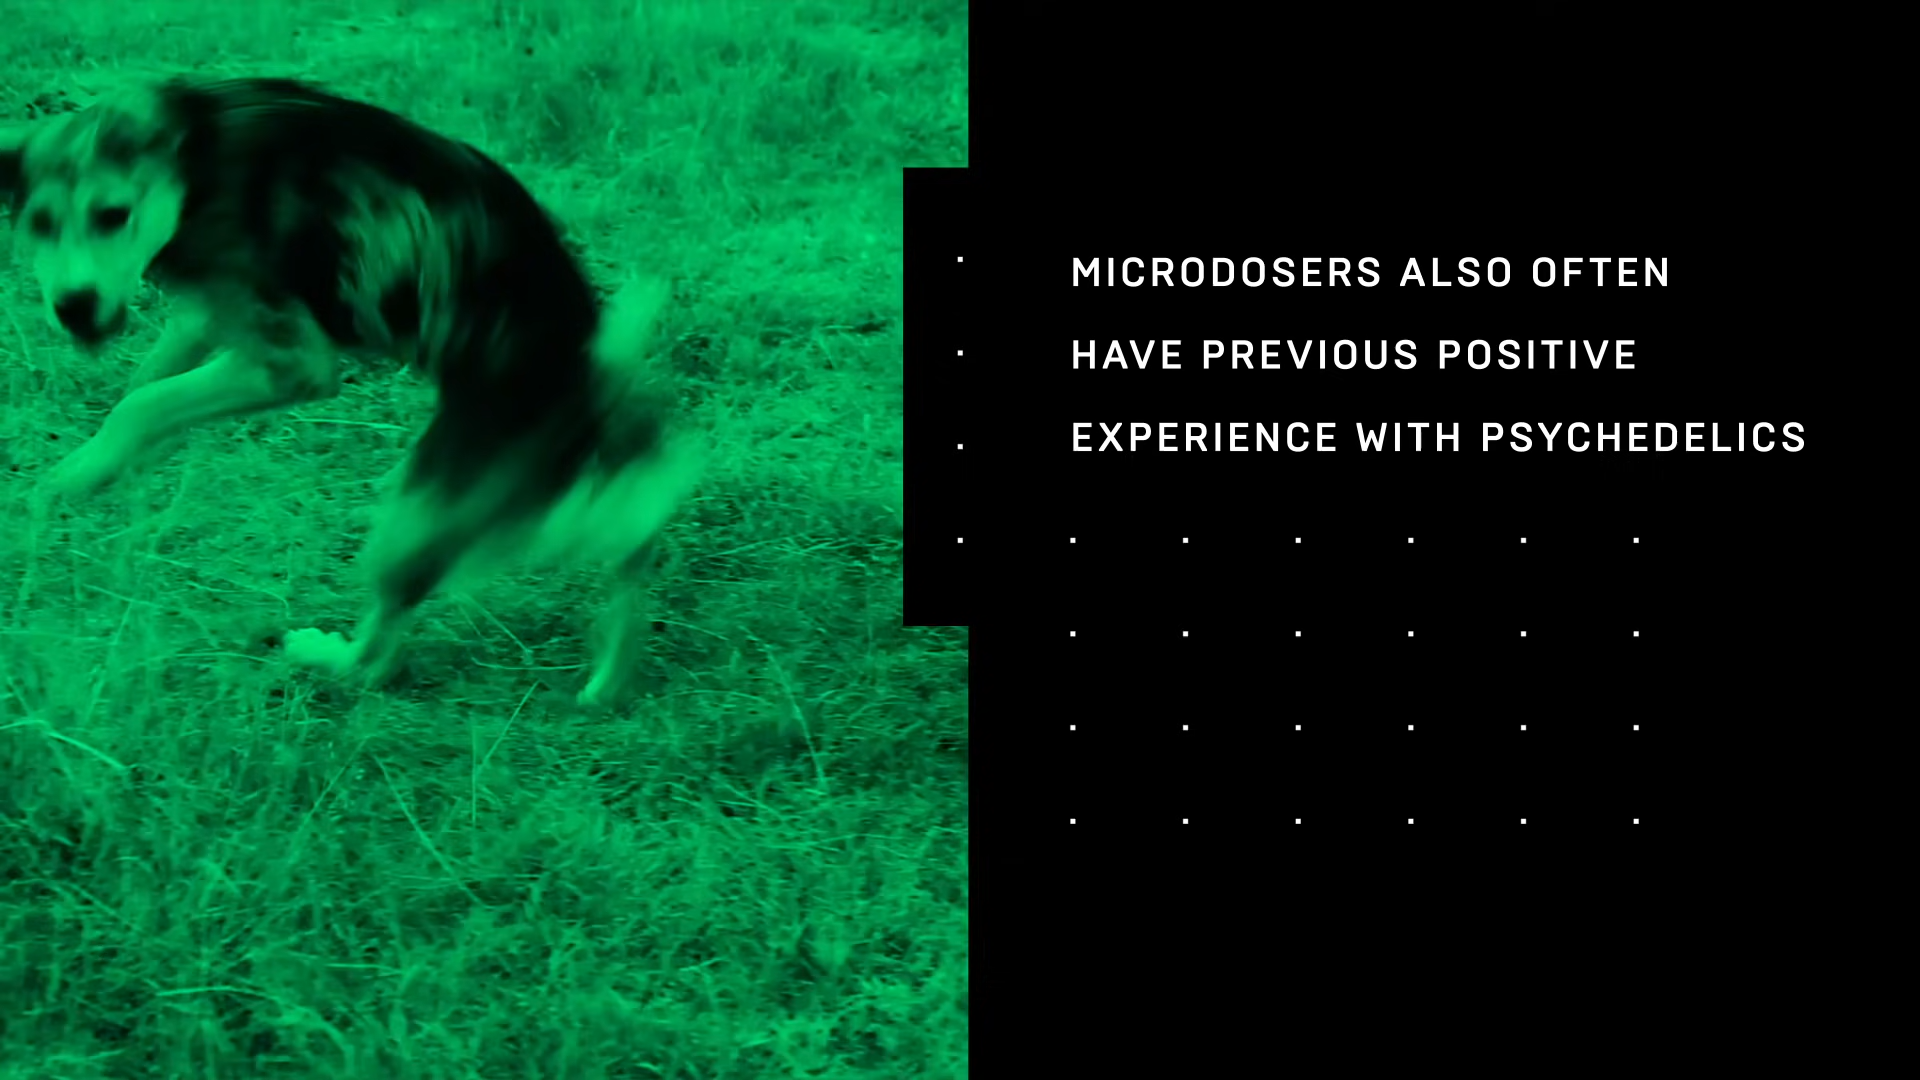 MICRODOSERS ALSO OFTEN
HAVE PREVIOUS POSITIVE
EXPERIENCE WITH PSYCHEDELICS